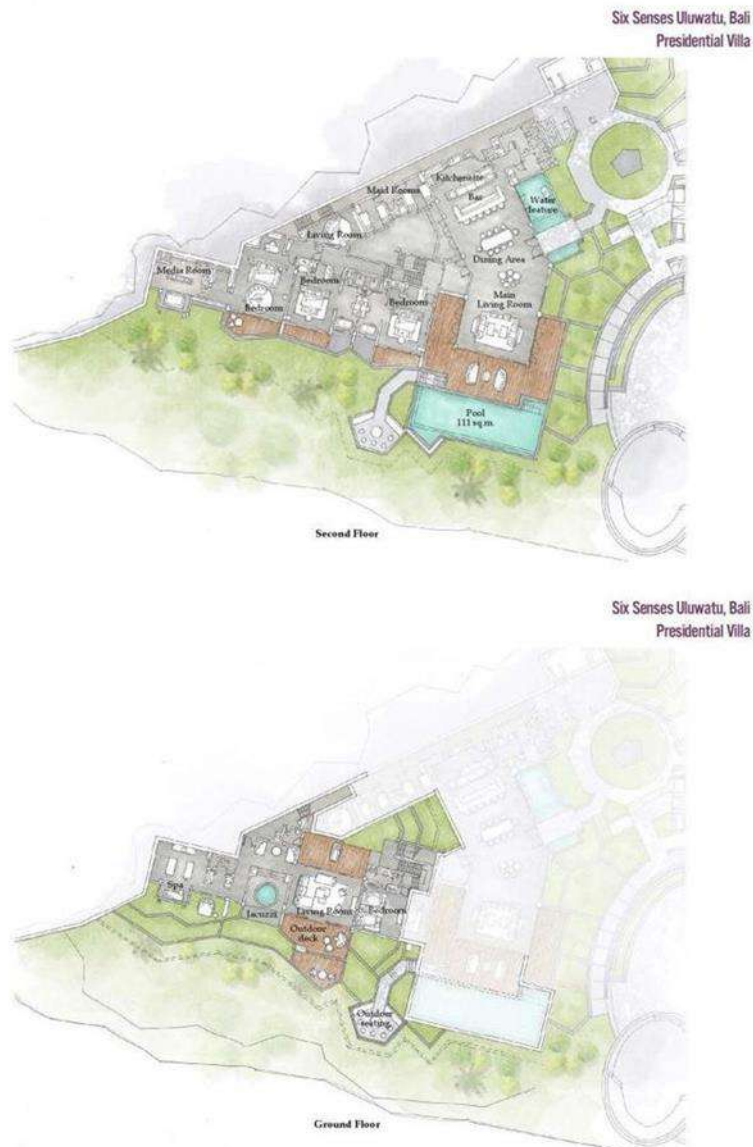 Six Senses Uluwatu, Bali
Presidential Villa
Kitchenette
Maid Rooms
Bar
Water
feature
Living Room
Dining Area
Media Room
Bedroom
Main
Living Room
Bedroom
Bedroom
Pool
111 sq.m.
Second Floor
Six Senses Uluwatu, Bali
Presidential Villa
Spa
Jacuzzi
Living Room
Bedroom
Outdoor
deck
Outdoor
seating
Ground Floor